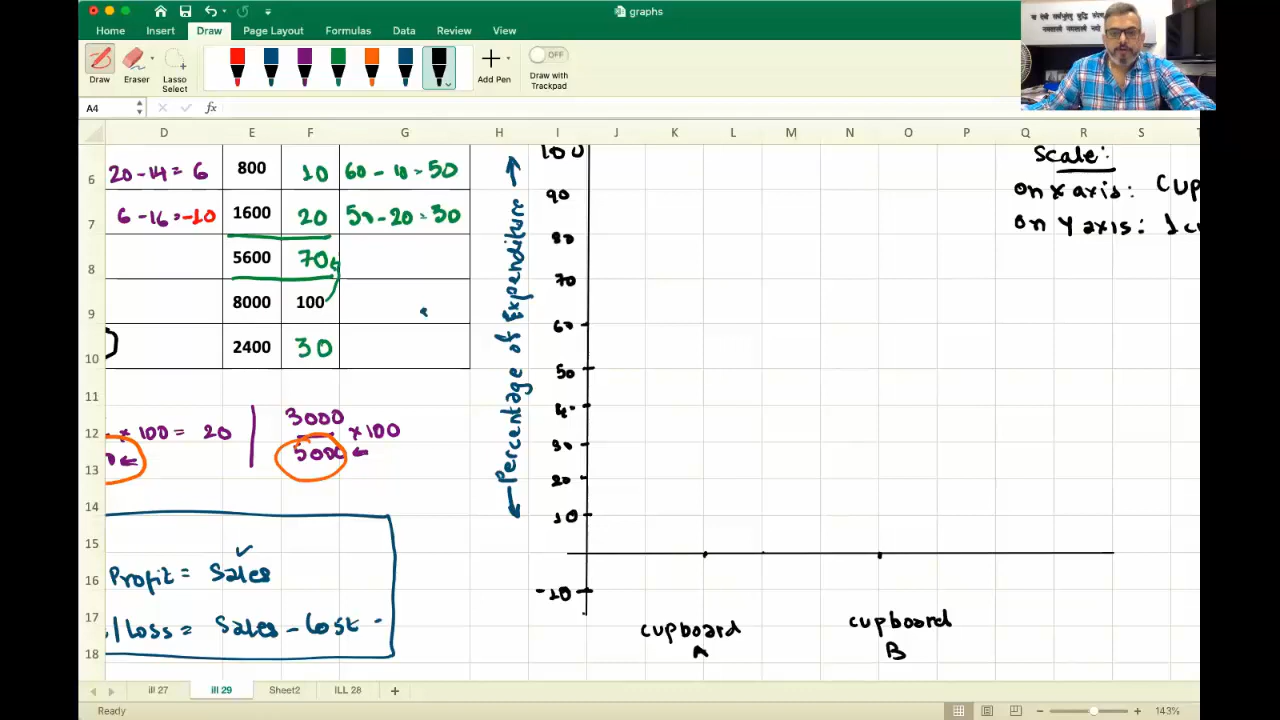 graphs
Home Insert Draw Page Layout Formulas Data Review View
Draw Eraser Lasso Select Add Pen OFF Draw with Trackpad
A4 fx
D E F G H I J K L M N O P Q R S
6 20-14= 6 800 10 60 - 10 = 50
7 6 -16 =-10 1600 20 50 - 20 = 30
8 5600 70
9 8000 100
10 2400 30
11
12 × 100 = 20 3000 × 100
13 500
14
15
16 Profit = Sales
17 /Loss = Sales - Cost -
18
Percentage of Expenditure
100
90
80
70
60
50
40
30
20
10
-10
cupboard A
cupboard B
Scale:
on x axis: Cup
on Y axis: 1c
ill 27 ill 29 Sheet2 ILL 28 +
Ready 143%